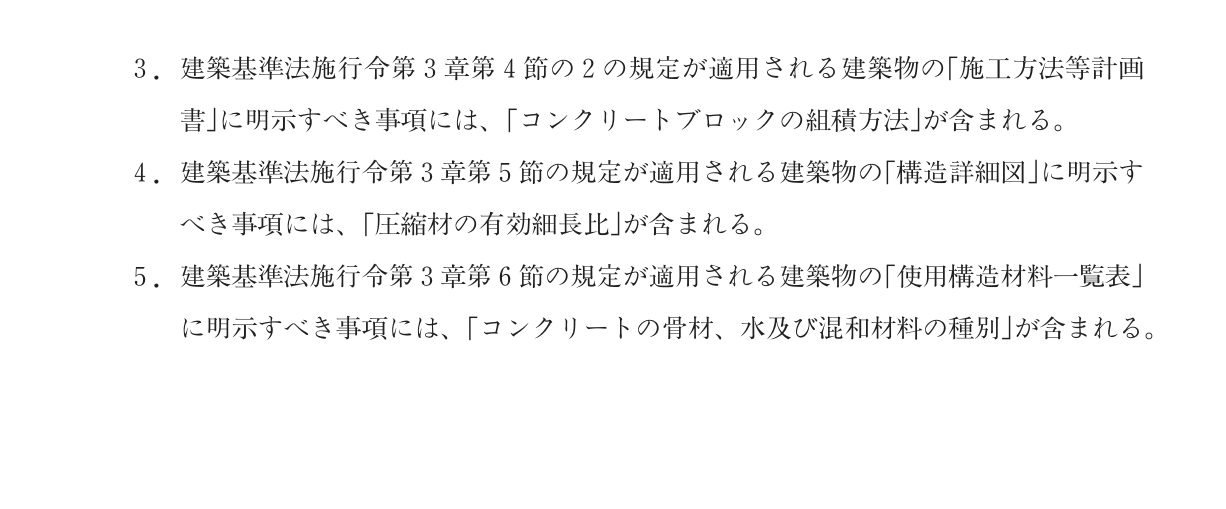 3． 建築基準法施行令第 3 章第 4 節の 2 の規定が適用される建築物の｢施工方法等計画
書｣に明示すべき事項には、｢コンクリートブロックの組積方法｣が含まれる。
4． 建築基準法施行令第 3 章第 5 節の規定が適用される建築物の｢構造詳細図｣に明示す
べき事項には、｢圧縮材の有効細長比｣が含まれる。
5． 建築基準法施行令第 3 章第 6 節の規定が適用される建築物の｢使用構造材料一覧表｣
に明示すべき事項には、｢コンクリートの骨材、水及び混和材料の種別｣が含まれる。